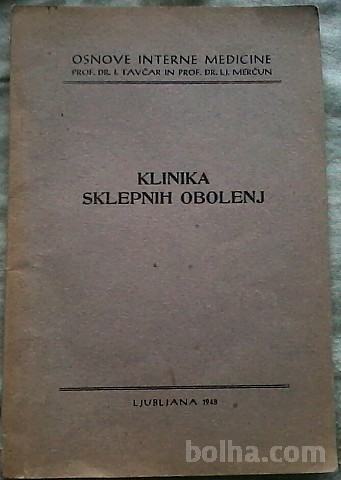 OSNOVE INTERNE MEDICINE
PROF. DR. I. TAVČAR IN PROF. DR. LJ. MERČUN
KLINIKA
SKLEPNIH OBOLENJ
LJUBLJANA 1948
bolha.com